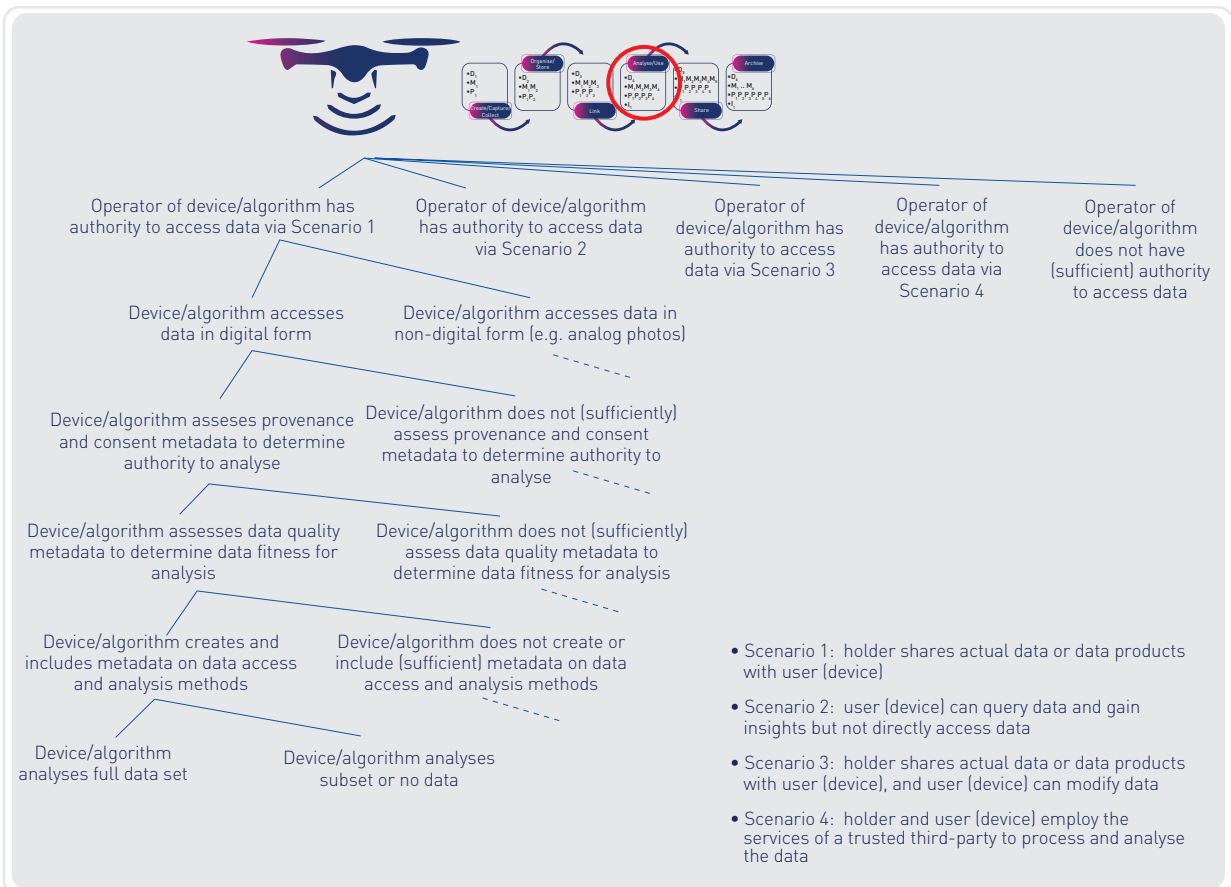 Create/Capture/
Collect
Organise/
Store
Link
Analyse/Use
Share
Archive
Operator of device/algorithm has
authority to access data via Scenario 1
Operator of device/algorithm
has authority to access data
via Scenario 2
Operator of
device/algorithm has
authority to access
data via Scenario 3
Operator of
device/algorithm
has authority to
access data via
Scenario 4
Operator of
device/algorithm
does not have
(sufficient) authority
to access data
Device/algorithm accesses
data in digital form
Device/algorithm accesses data in
non-digital form (e.g. analog photos)
Device/algorithm asseses provenance
and consent metadata to determine
authority to analyse
Device/algorithm does not (sufficiently)
assess provenance and consent
metadata to determine authority to
analyse
Device/algorithm assesses data quality
metadata to determine data fitness for
analysis
Device/algorithm does not (sufficiently)
assess data quality metadata to
determine data fitness for analysis
Device/algorithm creates and
includes metadata on data access
and analysis methods
Device/algorithm does not create or
include (sufficient) metadata on data
access and analysis methods
Device/algorithm
analyses full data set
Device/algorithm analyses
subset or no data
• Scenario 1: holder shares actual data or data products
with user (device)
• Scenario 2: user (device) can query data and gain
insights but not directly access data
• Scenario 3: holder shares actual data or data products
with user (device), and user (device) can modify data
• Scenario 4: holder and user (device) employ the
services of a trusted third-party to process and analyse
the data